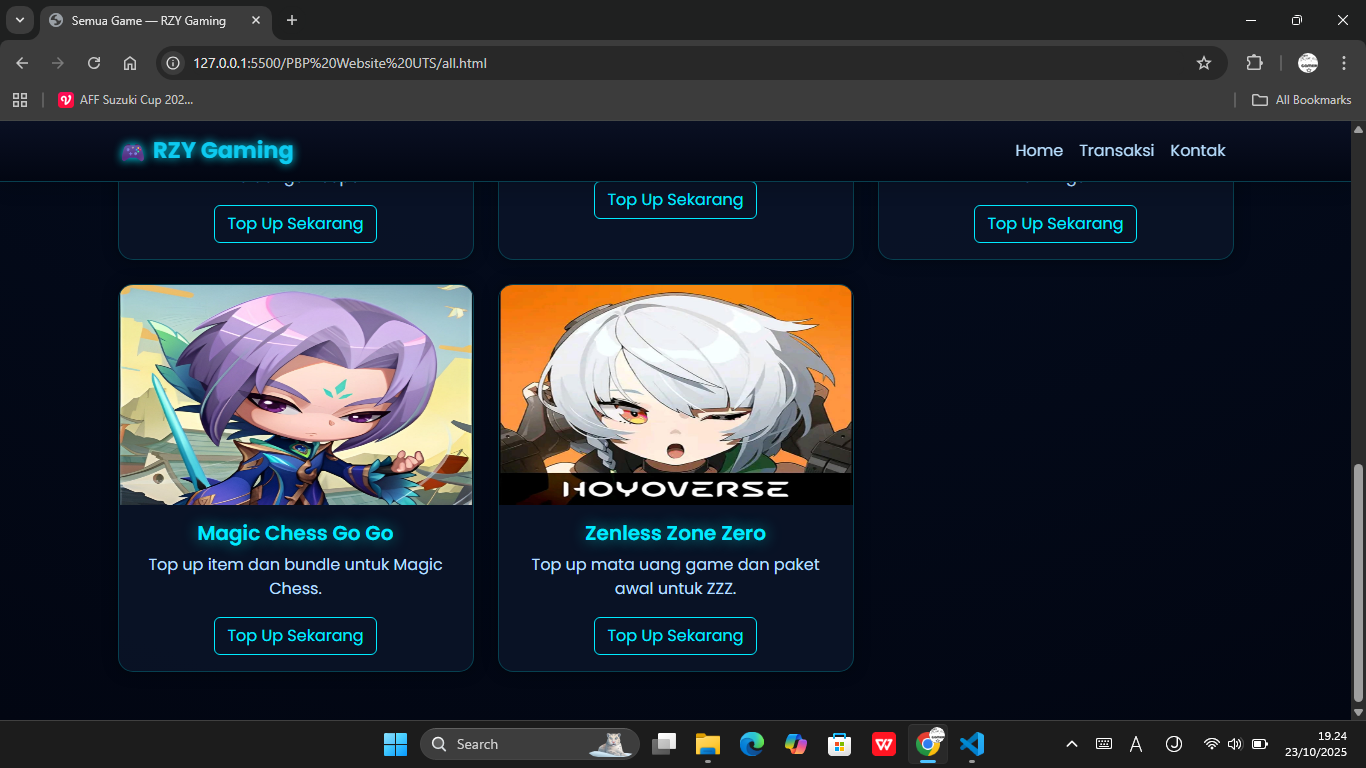 Semua Game — RZY Gaming
127.0.0.1:5500/PBP%20Website%20UTS/all.html
AFF Suzuki Cup 202...
All Bookmarks
RZY Gaming
Home
Transaksi
Kontak
Top Up Sekarang
Top Up Sekarang
Top Up Sekarang
HOYOVERSE
Magic Chess Go Go
Top up item dan bundle untuk Magic
Chess.
Top Up Sekarang
Zenless Zone Zero
Top up mata uang game dan paket
awal untuk ZZZ.
Top Up Sekarang
Search
19.24
23/10/2025